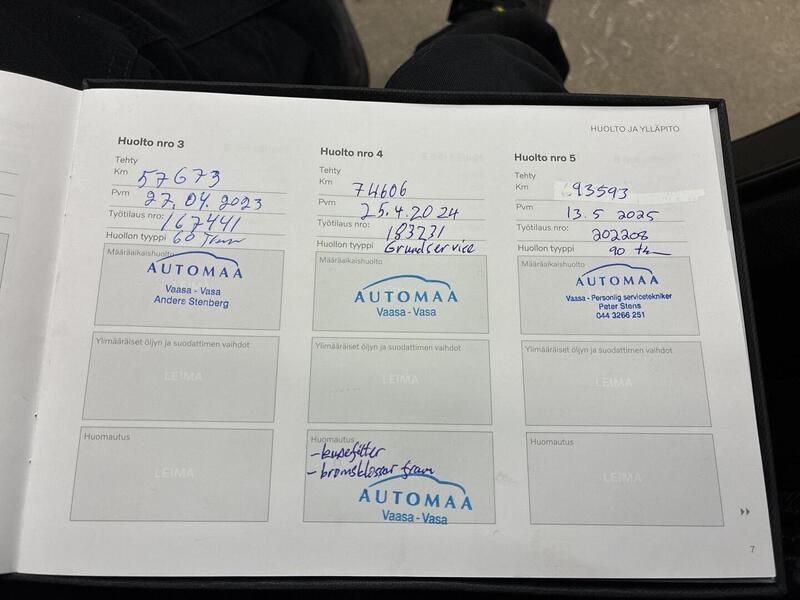 HUOLTO JA YLLÄPITO
Huolto nro 3
Tehty
Km 57673
Pvm 27.04.2023
Työtilaus nro: 167441
Huollon tyyppi 60
Määräaikaishuolto
AUTOMAA
Vaasa - Vasa
Anders Stenberg
Ylimääräiset öljyn ja suodattimen vaihdot
LEIMA
Huomautus
LEIMA
Huolto nro 4
Tehty
Km 74606
Pvm 25.4.2024
Työtilaus nro: 183231
Huollon tyyppi Grundservice
AUTOMAA
Vaasa - Vasa
Ylimääräiset öljyn ja suodattimen vaihdot
LEIMA
Huomautus
- kupefilter
- bromsklossar fram
AUTOMAA
Vaasa - Vasa
Huolto nro 5
Tehty
Km 93593
Pvm 13.5 2025
Työtilaus nro: 202208
Huollon tyyppi 90
Määräaikaishuolto
AUTOMAA
Vaasa - Personlig servicetekniker
Peter Stens
044 3266 251
Ylimääräiset öljyn ja suodattimen vaihdot
LEIMA
Huomautus
LEIMA
7